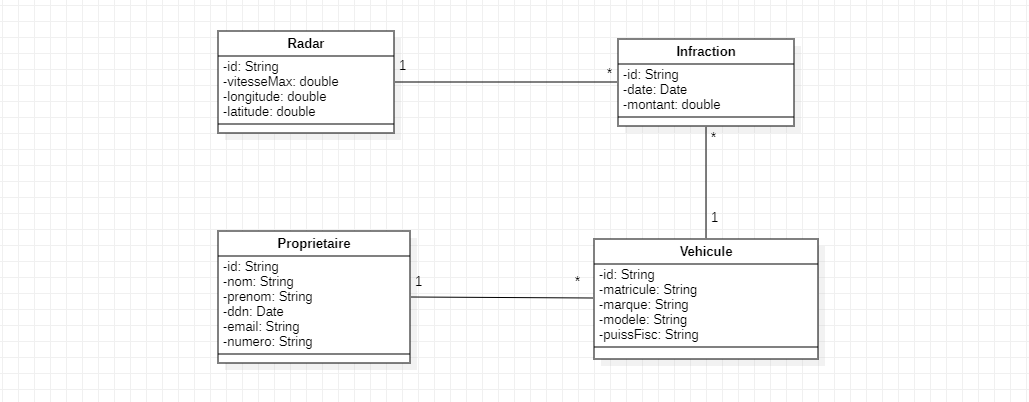 Radar
-id: String
-vitesseMax: double
-longitude: double
-latitude: double
1
*
Infraction
-id: String
-date: Date
-montant: double
*
1
Proprietaire
-id: String
-nom: String
-prenom: String
-ddn: Date
-email: String
-numero: String
1
*
Vehicule
-id: String
-matricule: String
-marque: String
-modele: String
-puissFisc: String